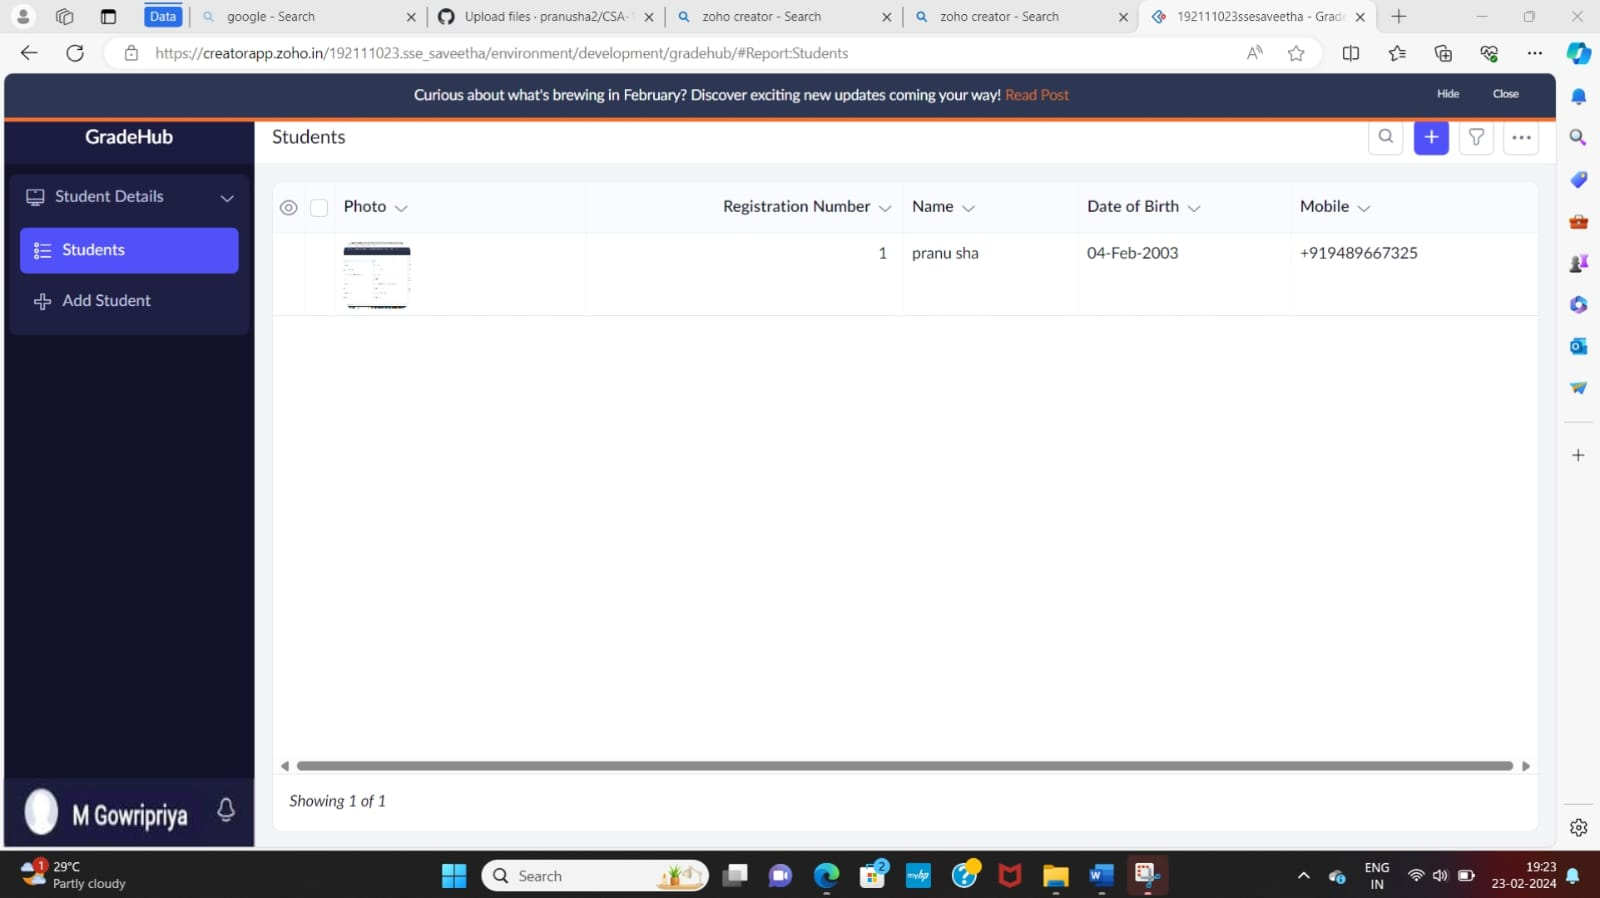 Data
google - Search
Upload files · pranusha2/CSA-
zoho creator - Search
zoho creator - Search
192111023ssesaveetha - Grade
https://creatorapp.zoho.in/192111023.sse_saveetha/environment/development/gradehub/#Report:Students
Curious about what's brewing in February? Discover exciting new updates coming your way! Read Post
Hide
Close
GradeHub
Students
Student Details
Photo
Registration Number
Name
Date of Birth
Mobile
Students
1
pranu sha
04-Feb-2003
+919489667325
Add Student
Showing 1 of 1
M Gowripriya
1
29°C
Partly cloudy
Search
2
myhp
ENG
IN
19:23
23-02-2024